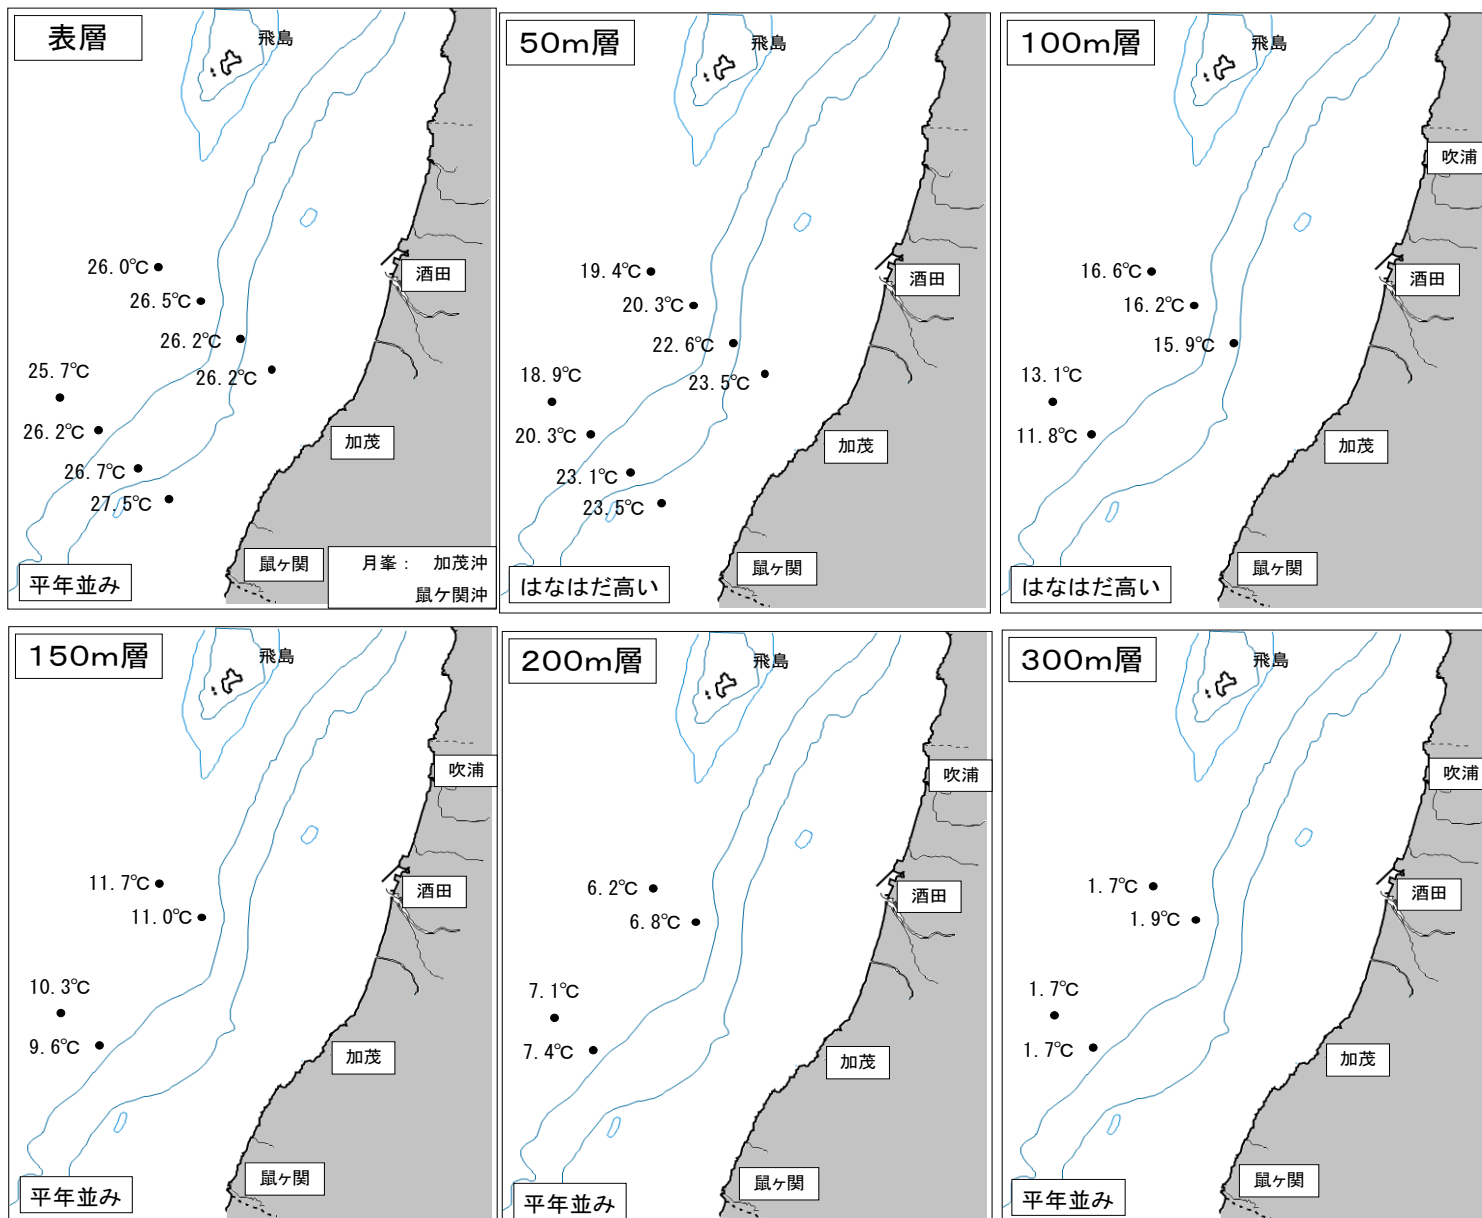 表層
飛島
26.0℃
酒田
26.5℃
26.2℃
25.7℃
26.2℃
26.2℃
加茂
26.7℃
27.5℃
鼠ヶ関
月峯： 加茂沖
鼠ケ関沖
平年並み
50m層
飛島
19.4℃
酒田
20.3℃
22.6℃
18.9℃
23.5℃
20.3℃
加茂
23.1℃
23.5℃
鼠ヶ関
はなはだ高い
100m層
飛島
吹浦
16.6℃
酒田
16.2℃
15.9℃
13.1℃
11.8℃
加茂
鼠ヶ関
はなはだ高い
150m層
飛島
吹浦
11.7℃
酒田
11.0℃
10.3℃
9.6℃
加茂
鼠ヶ関
平年並み
200m層
飛島
吹浦
6.2℃
酒田
6.8℃
7.1℃
7.4℃
加茂
鼠ヶ関
平年並み
300m層
飛島
吹浦
1.7℃
酒田
1.9℃
1.7℃
1.7℃
加茂
鼠ヶ関
平年並み